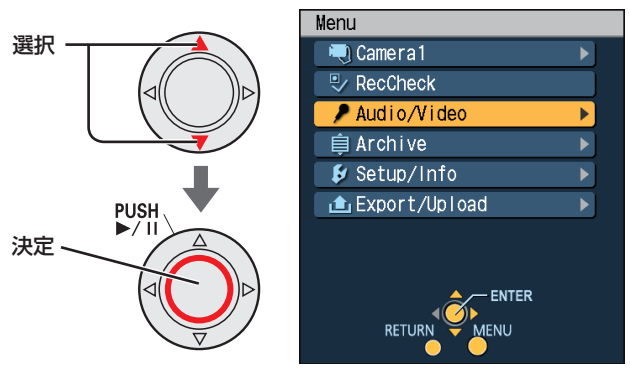 選択
PUSH
►/II
決定
Menu
Camera1
RecCheck
Audio/Video
Archive
Setup/Info
Export/Upload
ENTER
RETURN MENU